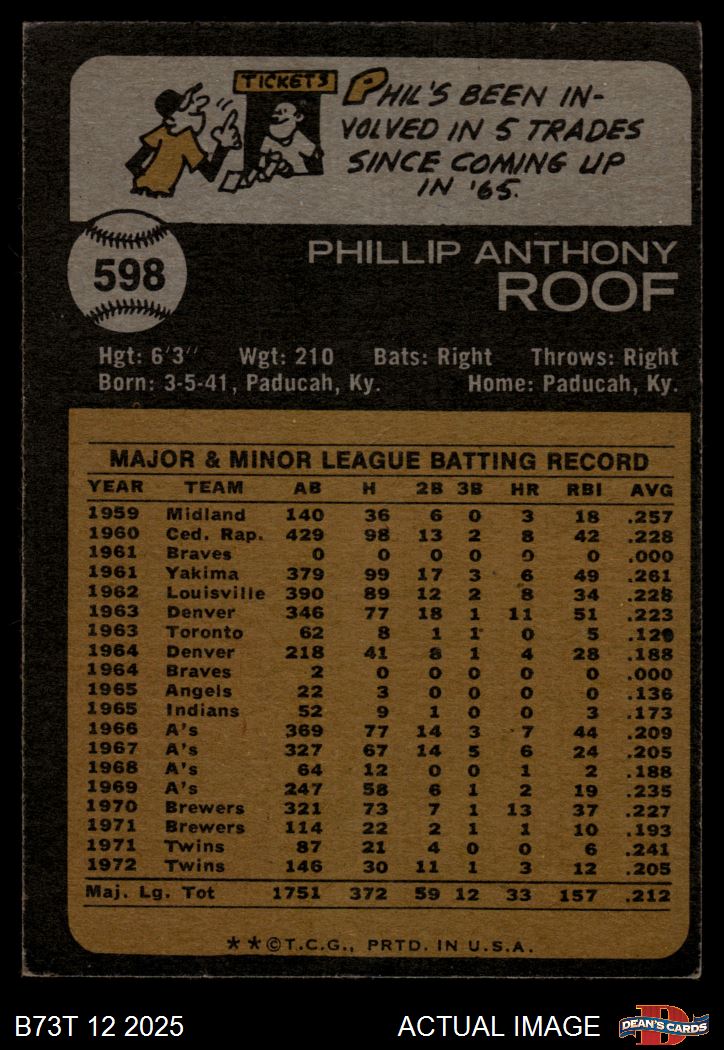 TICKETS
PHIL'S BEEN IN-
VOLVED IN 5 TRADES
SINCE COMING UP
IN '65.
598
PHILLIP ANTHONY
ROOF
Hgt: 6'3" Wgt: 210 Bats: Right Throws: Right
Born: 3-5-41, Paducah, Ky. Home: Paducah, Ky.
MAJOR & MINOR LEAGUE BATTING RECORD
YEAR TEAM AB H 2B 3B HR RBI AVG
1959 Midland 140 36 6 0 3 18 .257
1960 Ced. Rap. 429 98 13 2 8 42 .228
1961 Braves 0 0 0 0 0 0 .000
1961 Yakima 379 99 17 3 6 49 .261
1962 Louisville 390 89 12 2 8 34 .228
1963 Denver 346 77 18 1 11 51 .223
1963 Toronto 62 8 1 1 0 5 .129
1964 Denver 218 41 8 1 4 28 .188
1964 Braves 2 0 0 0 0 0 .000
1965 Angels 22 3 0 0 0 0 .136
1965 Indians 52 9 1 0 0 3 .173
1966 A's 369 77 14 3 7 44 .209
1967 A's 327 67 14 5 6 24 .205
1968 A's 64 12 0 0 1 2 .188
1969 A's 247 58 6 1 2 19 .235
1970 Brewers 321 73 7 1 13 37 .227
1971 Brewers 114 22 2 1 1 10 .193
1971 Twins 87 21 4 0 0 6 .241
1972 Twins 146 30 11 1 3 12 .205
Maj. Lg. Tot 1751 372 59 12 33 157 .212
**©T.C.G., PRTD. IN U.S.A.
B73T 12 2025 ACTUAL IMAGE
D
DEAN'S CARDS